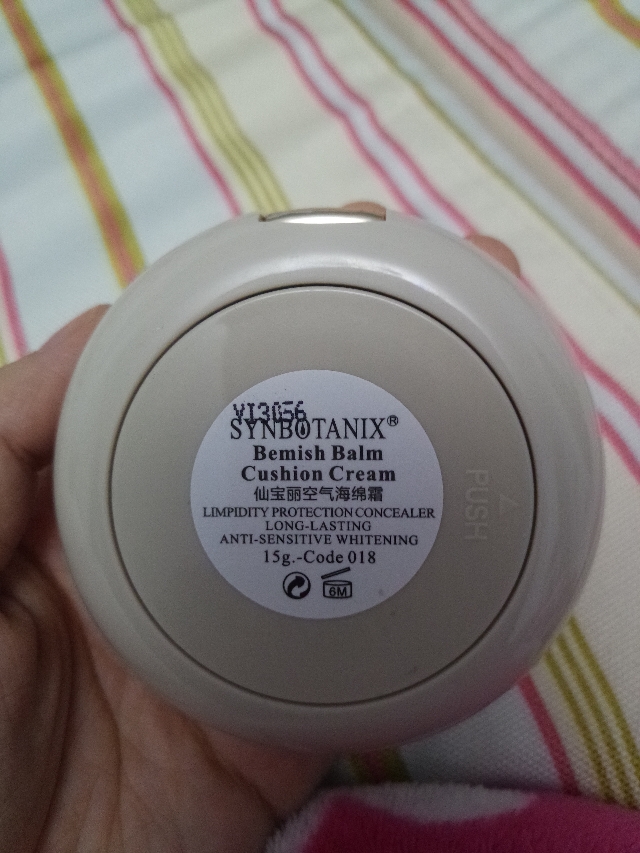 VI3056
SYNBOTANIX®
Bemish Balm
Cushion Cream
仙宝丽空气海绵霜
LIMPIDITY PROTECTION CONCEALER
LONG-LASTING
ANTI-SENSITIVE WHITENING
15g.-Code 018
6M
PUSH